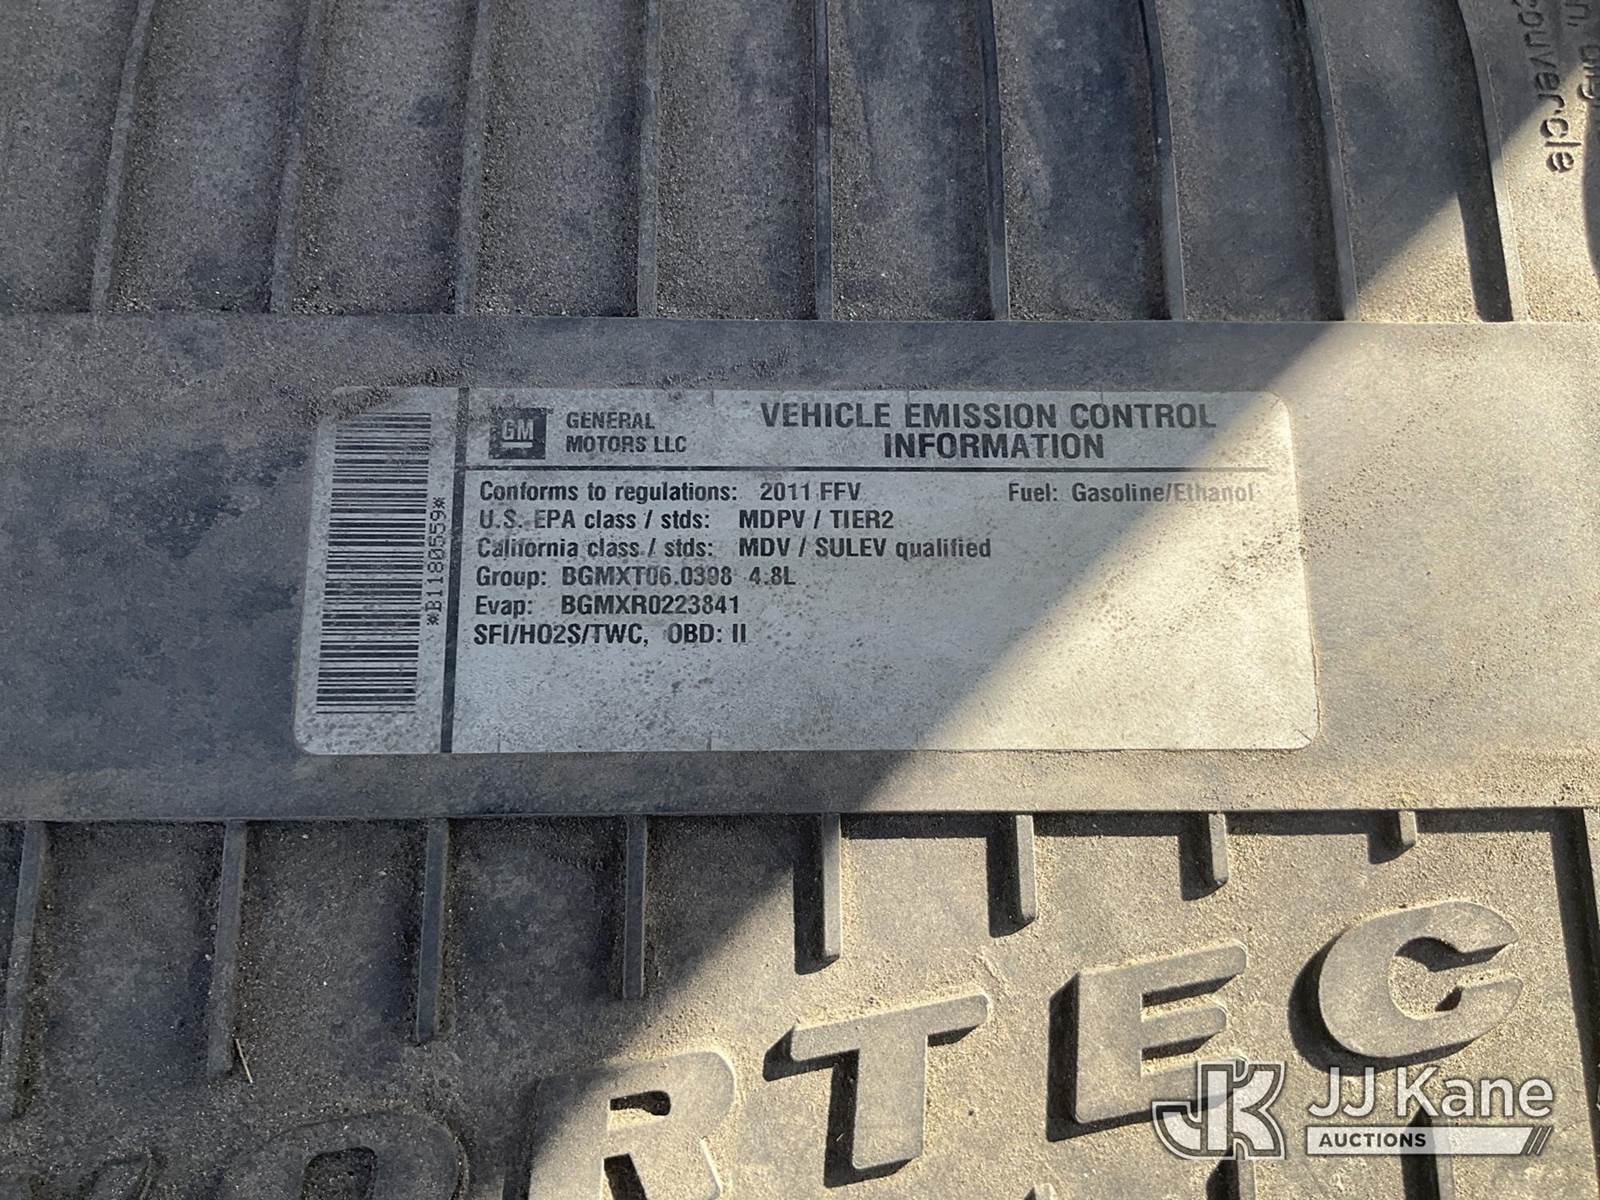 couvercle
GM
GENERAL
MOTORS LLC
VEHICLE EMISSION CONTROL
INFORMATION
Conforms to regulations: 2011 FFV Fuel: Gasoline/Ethanol
U.S. EPA class / stds: MDPV / TIER2
California class / stds: MDV / SULEV qualified
Group: BGMXT06.0398 4.8L
Evap: BGMXR0223841
SFI/HO2S/TWC, OBD: II
*B1180559*
ORTEC
JJ Kane
AUCTIONS